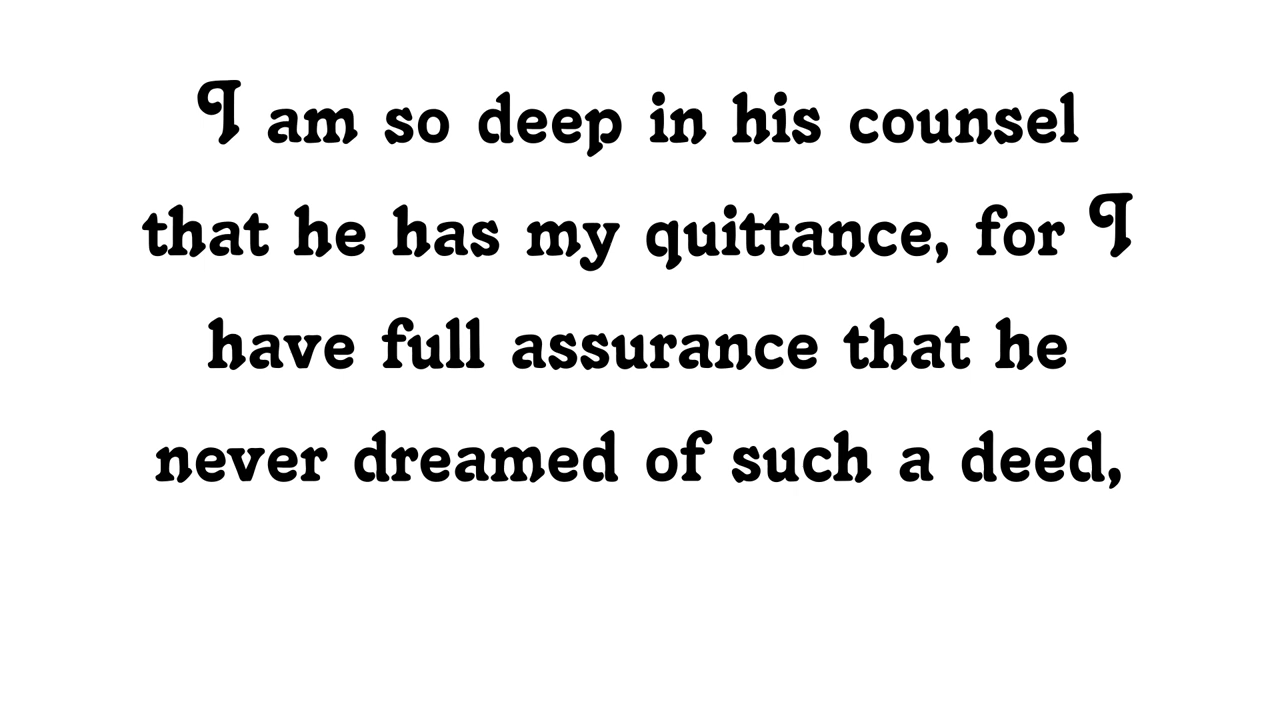 I am so deep in his counsel
that he has my quittance, for I
have full assurance that he
never dreamed of such a deed,